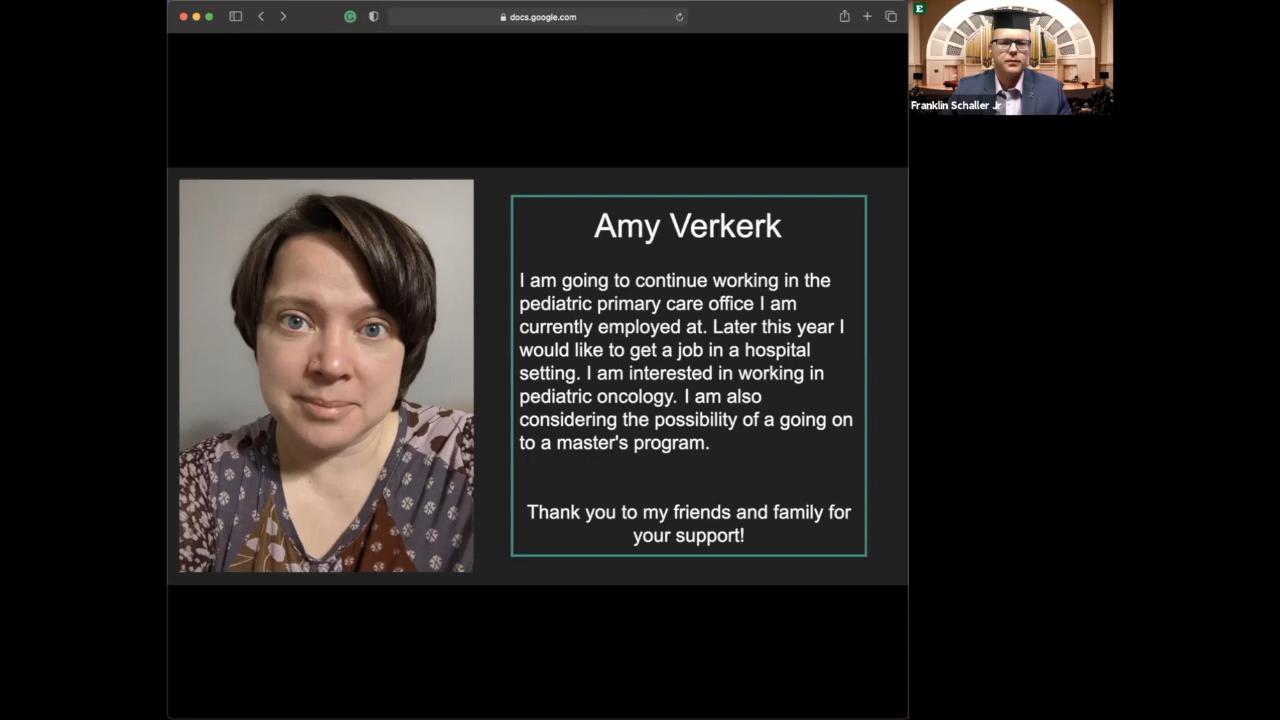 docs.google.com
E
Franklin Schaller Jr
Amy Verkerk
I am going to continue working in the
pediatric primary care office I am
currently employed at. Later this year I
would like to get a job in a hospital
setting. I am interested in working in
pediatric oncology. I am also
considering the possibility of a going on
to a master's program.
Thank you to my friends and family for
your support!